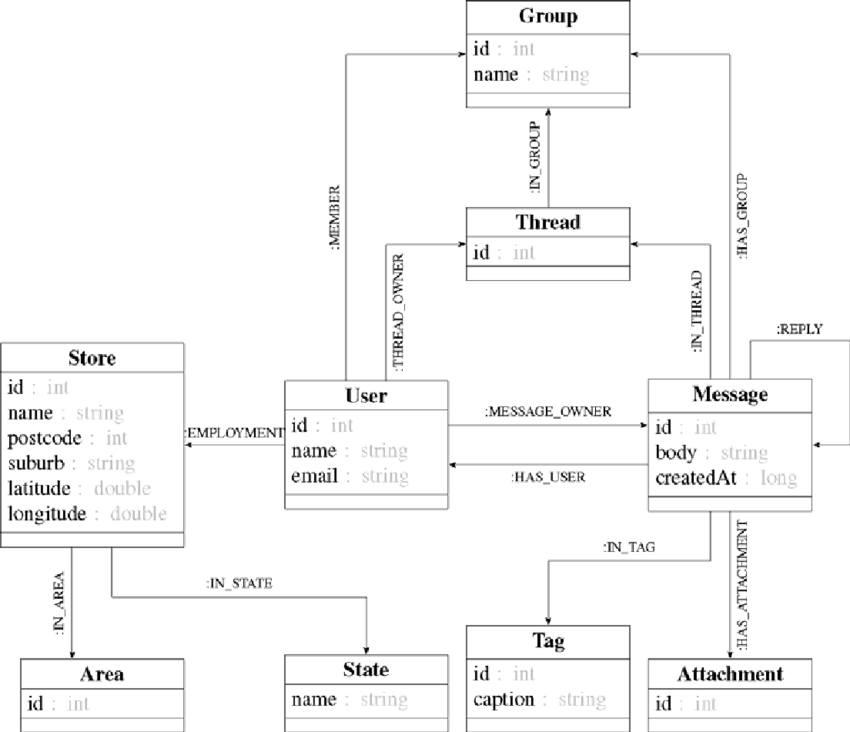 Group
id : int
name : string
:MEMBER
:IN_GROUP
:HAS_GROUP
Thread
id : int
:THREAD_OWNER
:IN_THREAD
:REPLY
Store
id : int
name : string
postcode : int
suburb : string
latitude : double
longitude : double
:EMPLOYMENT
User
id : int
name : string
email : string
:MESSAGE_OWNER
:HAS_USER
Message
id : int
body : string
createdAt : long
:IN_AREA
:IN_STATE
:IN_TAG
:HAS_ATTACHMENT
Area
id : int
State
name : string
Tag
id : int
caption : string
Attachment
id : int